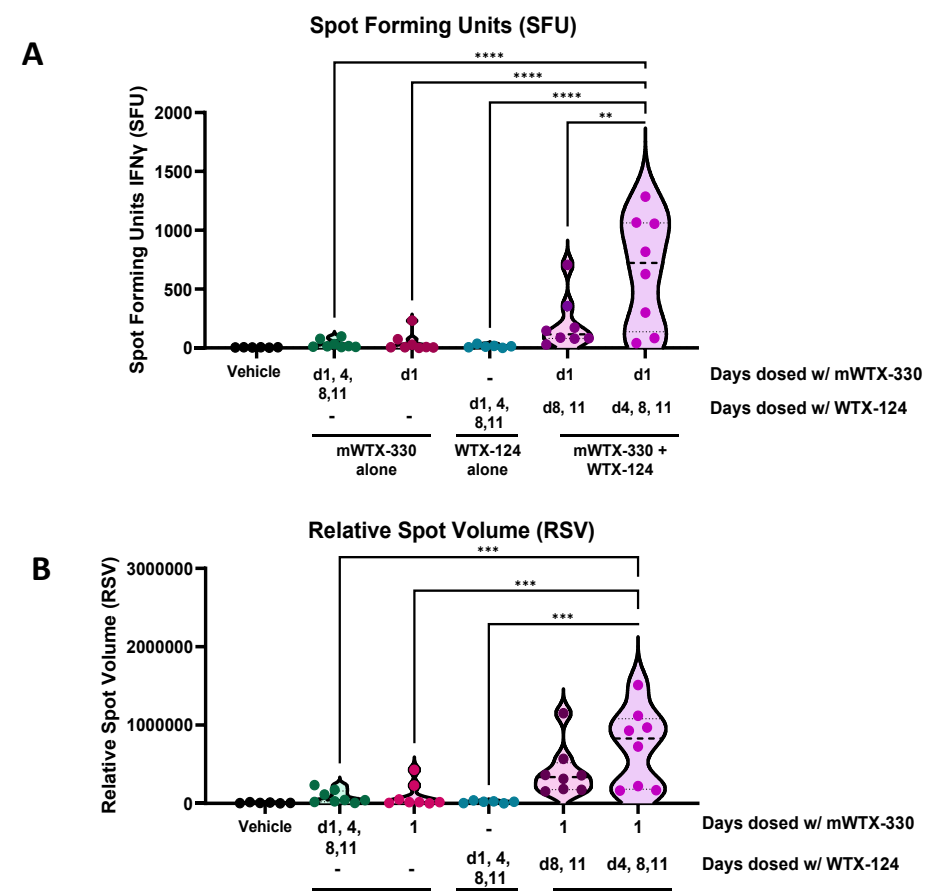 Spot Forming Units (SFU)
A
****
****
****
**
Spot Forming Units IFNγ (SFU)
2000
1500
1000
500
0
Vehicle d1, 4, 8,11 d1 - d1 d1 Days dosed w/ mWTX-330
- - d1, 4, 8,11 d8, 11 d4, 8, 11 Days dosed w/ WTX-124
mWTX-330 alone
WTX-124 alone
mWTX-330 + WTX-124
Relative Spot Volume (RSV)
B
***
***
***
Relative Spot Volume (RSV)
3000000
2000000
1000000
0
Vehicle d1, 4, 8,11 1 - 1 1 Days dosed w/ mWTX-330
- - d1, 4, 8,11 d8, 11 d4, 8,11 Days dosed w/ WTX-124